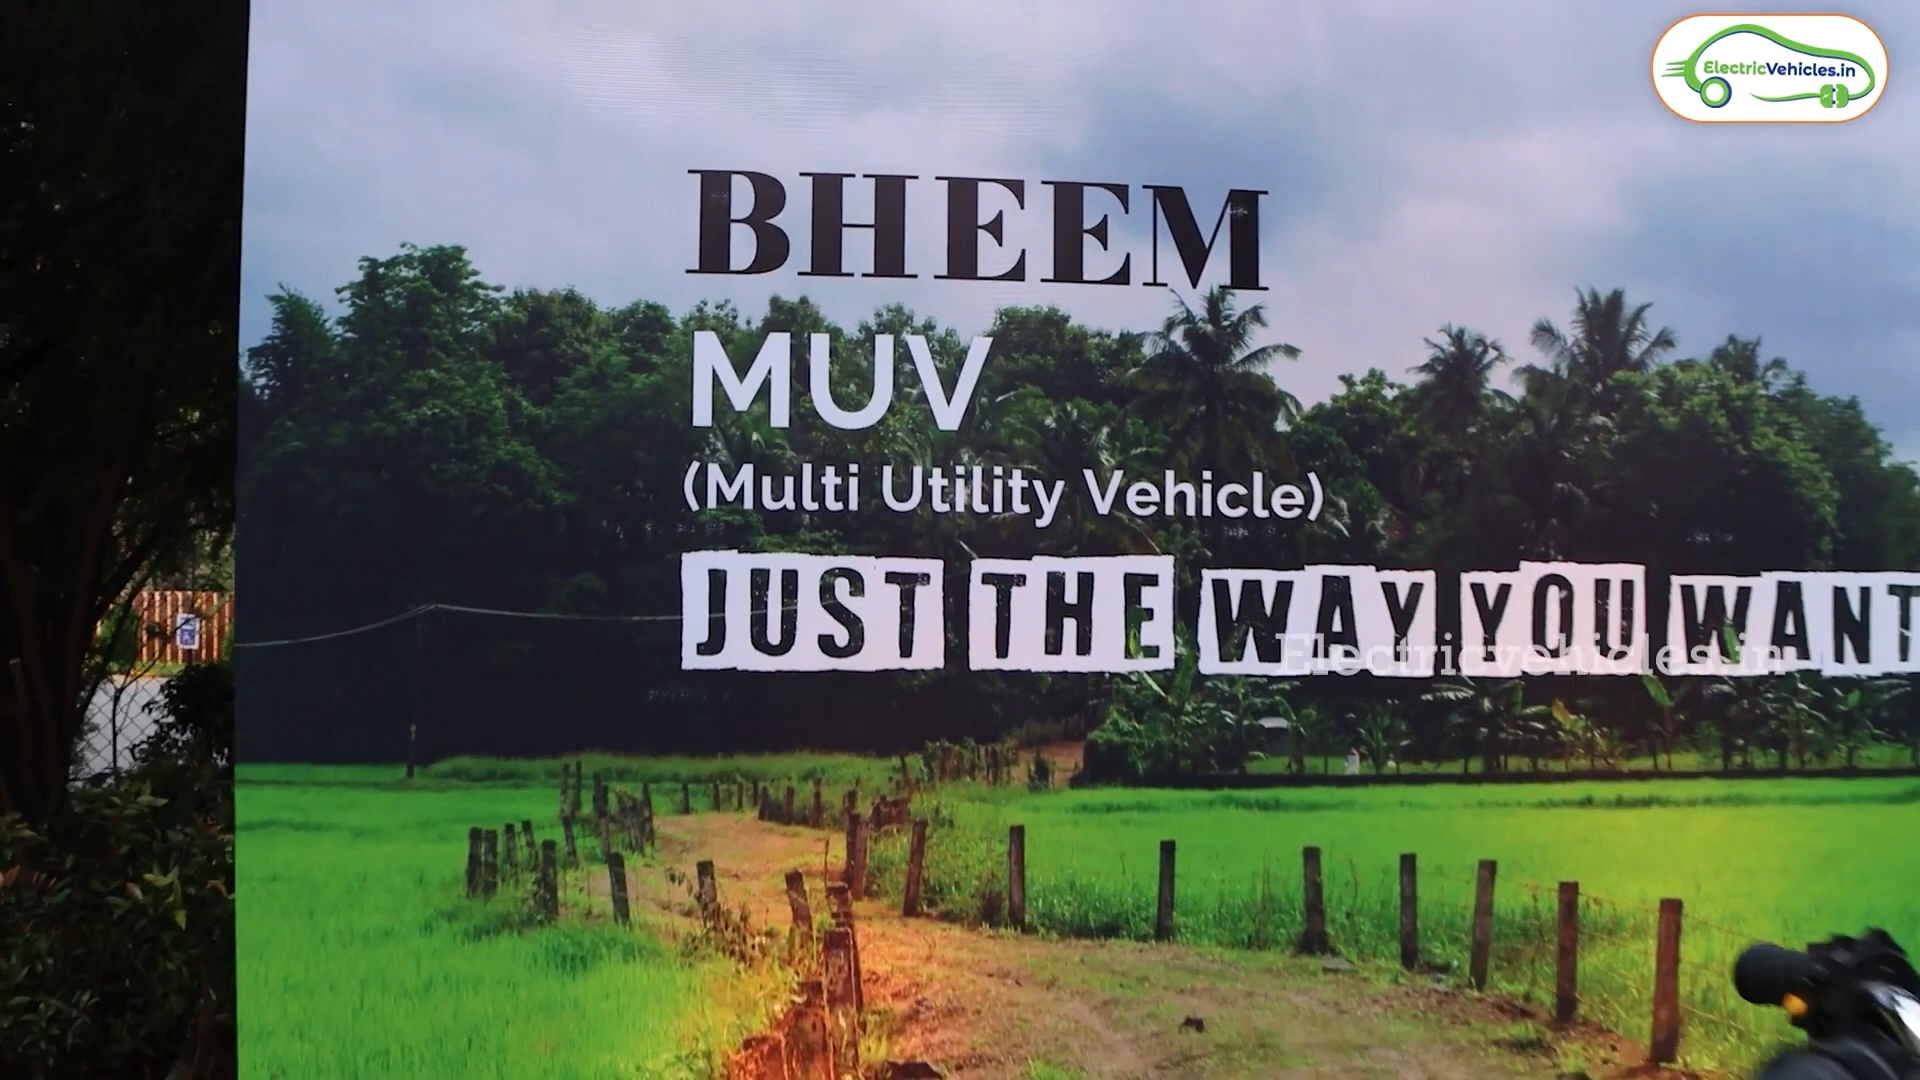 ElectricVehicles.in
BHEEM
MUV
(Multi Utility Vehicle)
JUST THE WAY YOU WANT
Electricvehicles.in